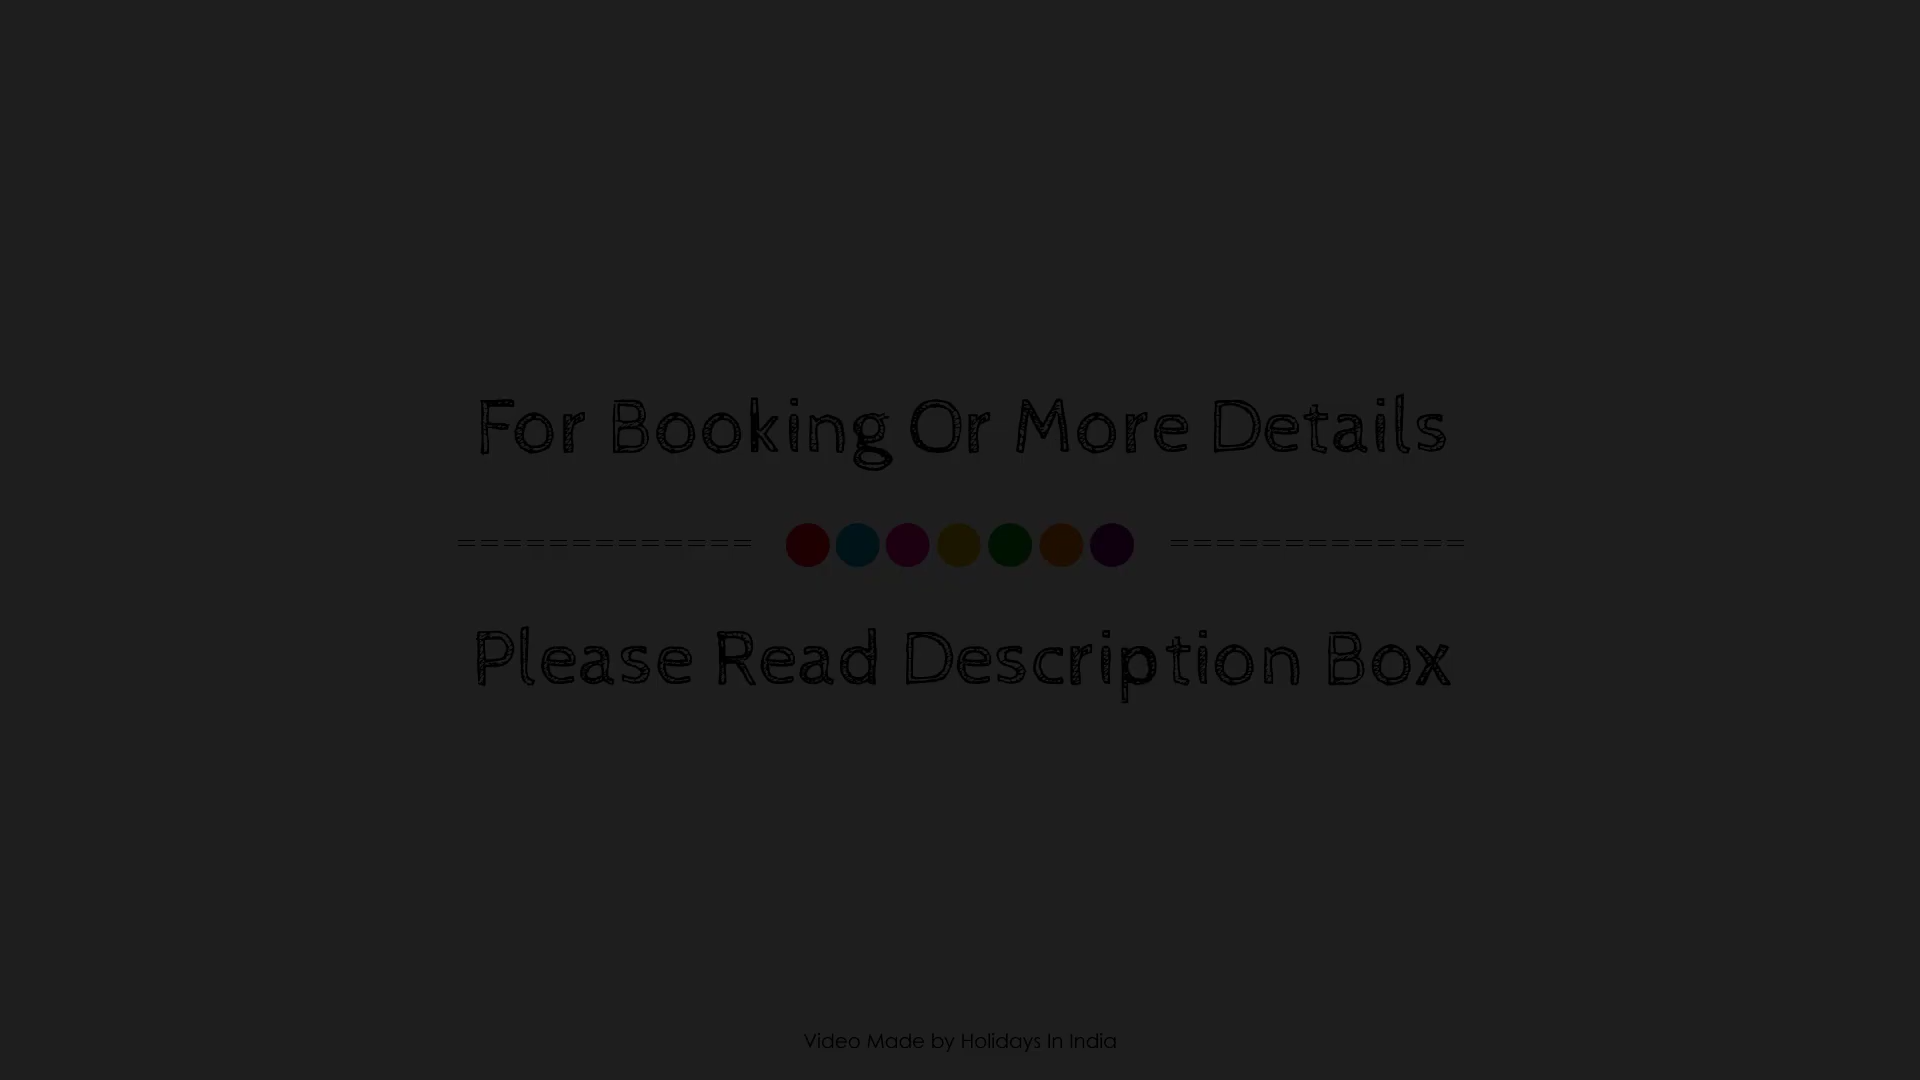 For Booking Or More Details
============= =============
Please Read Description Box
Video Made by Holidays In India